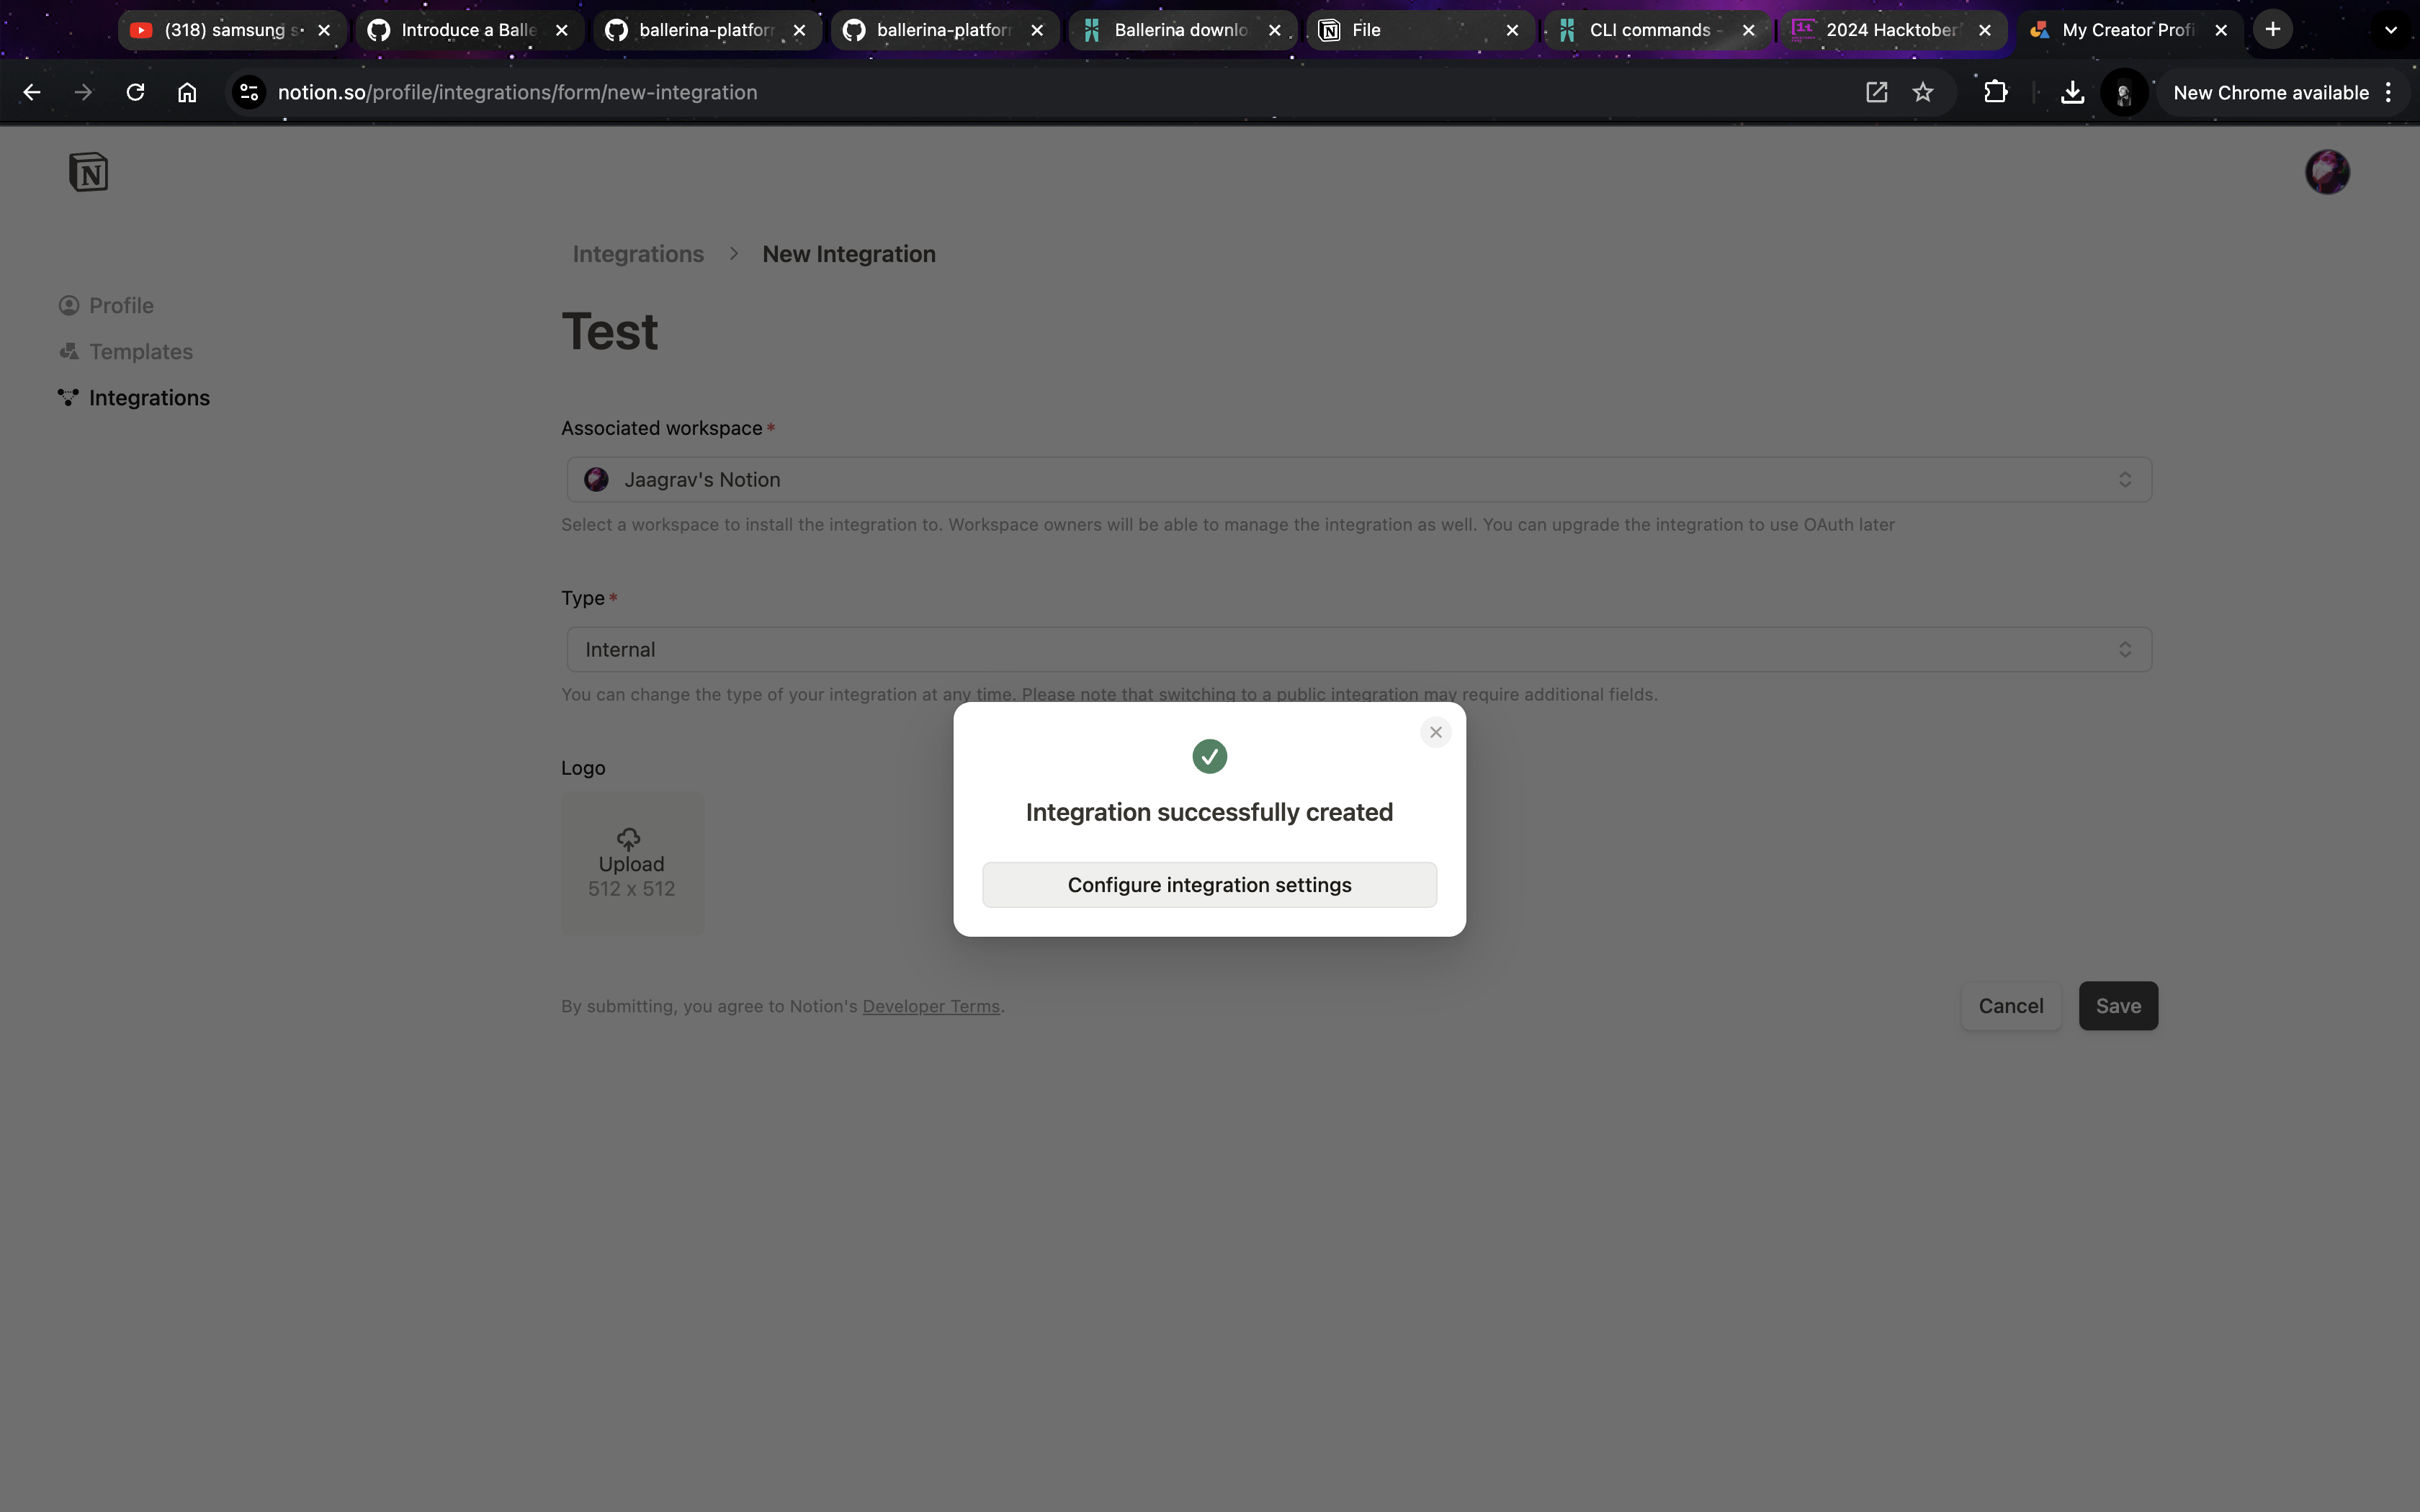 (318) samsung s
Introduce a Balle
ballerina-platforn
ballerina-platforn
Ballerina downlo
File
CLI commands -
2024 Hacktober
My Creator Profi
notion.so/profile/integrations/form/new-integration
New Chrome available
N
Integrations > New Integration
Profile
Templates
Integrations
Test
Associated workspace*
Jaagrav's Notion
Select a workspace to install the integration to. Workspace owners will be able to manage the integration as well. You can upgrade the integration to use OAuth later
Type*
Internal
You can change the type of your integration at any time. Please note that switching to a public integration may require additional fields.
Logo
Upload
512 x 512
Integration successfully created
Configure integration settings
By submitting, you agree to Notion's Developer Terms.
Cancel
Save